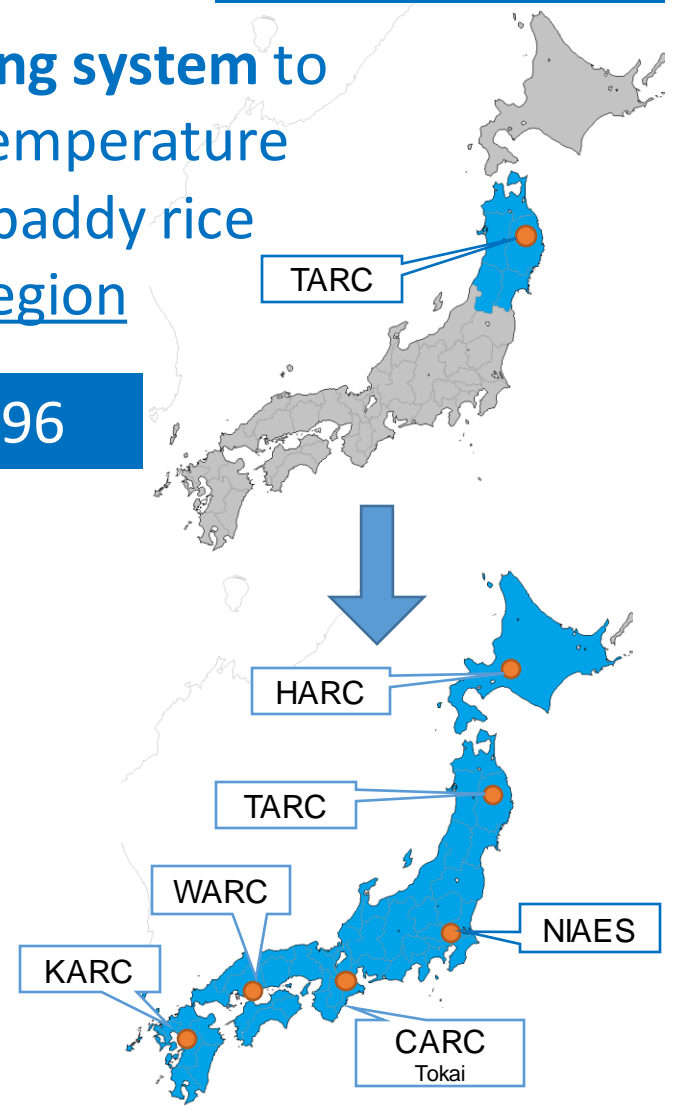 ng system to
emperature
paddy rice
egion
96
TARC
HARC
TARC
WARC
NIAES
KARC
CARC
Tokai